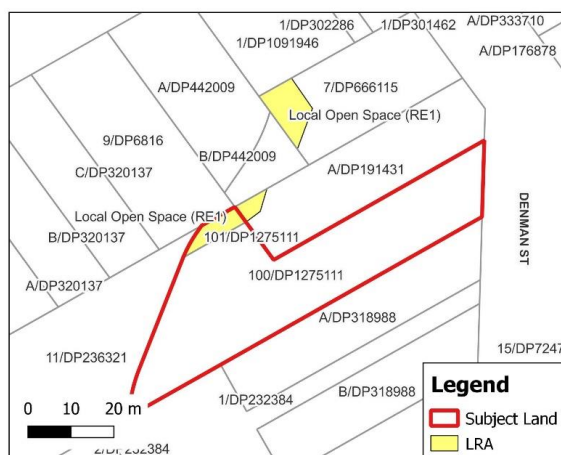 1/DP302286
1/DP301462
A/DP333710
1/DP1091946
A/DP176878
A/DP442009
7/DP666115
Local Open Space (RE1)
9/DP6816
C/DP320137
B/DP442009
A/DP191431
Local Open Space (RE1)
101/DP1275111
B/DP320137
DENMAN ST
100/DP1275111
A/DP320137
A/DP318988
11/DP236321
15/DP7247
1/DP232384
B/DP318988
Legend
Subject Land
LRA
0 10 20 m
2/DP232384